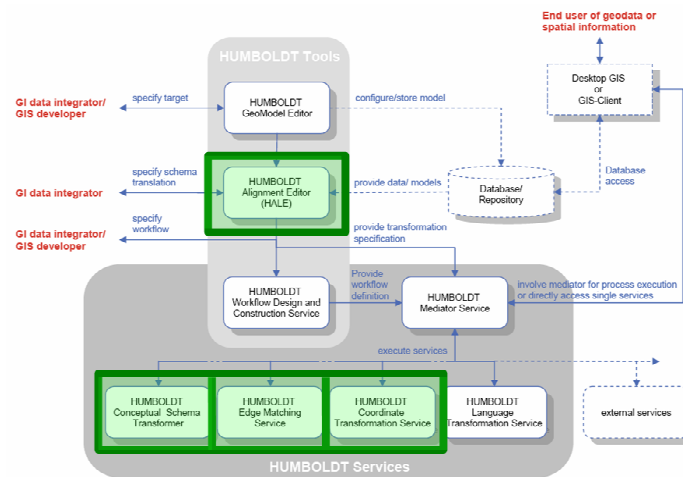 End user of geodata or
spatial information
HUMBOLDT Tools
Desktop GIS
or
GIS-Client
GI data integrator/
GIS developer
specify target
HUMBOLDT
GeoModel Editor
configure/store model
Database
access
GI data integrator
specify schema
translation
HUMBOLDT
Alignment Editor
(HALE)
provide data/ models
Database/
Repository
GI data integrator/
GIS developer
specify
workflow
provide transformation
specification
HUMBOLDT
Workflow Design and
Construction Service
Provide
workflow
definition
HUMBOLDT
Mediator Service
involve mediator for process execution
or directly access single services
execute services
HUMBOLDT
Conceptual Schema
Transformer
HUMBOLDT
Edge Matching
Service
HUMBOLDT
Coordinate
Transformation Service
HUMBOLDT
Language
Transformation Service
external services
HUMBOLDT Services